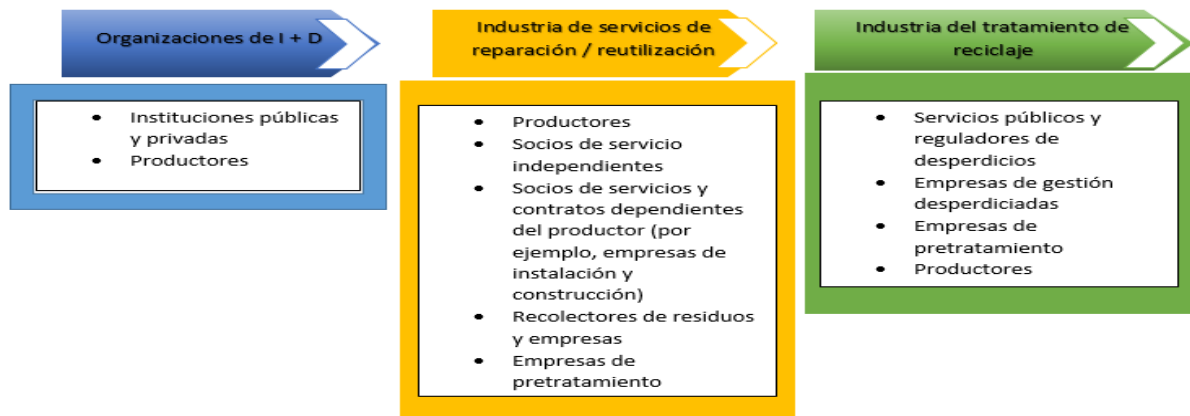 Organizaciones de I + D
• Instituciones públicas
y privadas
• Productores
Industria de servicios de
reparación / reutilización
• Productores
• Socios de servicio
independientes
• Socios de servicios y
contratos dependientes
del productor (por
ejemplo, empresas de
instalación y
construcción)
• Recolectores de residuos
y empresas
• Empresas de
pretratamiento
Industria del tratamiento de
reciclaje
• Servicios públicos y
reguladores de
desperdicios
• Empresas de gestión
desperdiciadas
• Empresas de
pretratamiento
• Productores